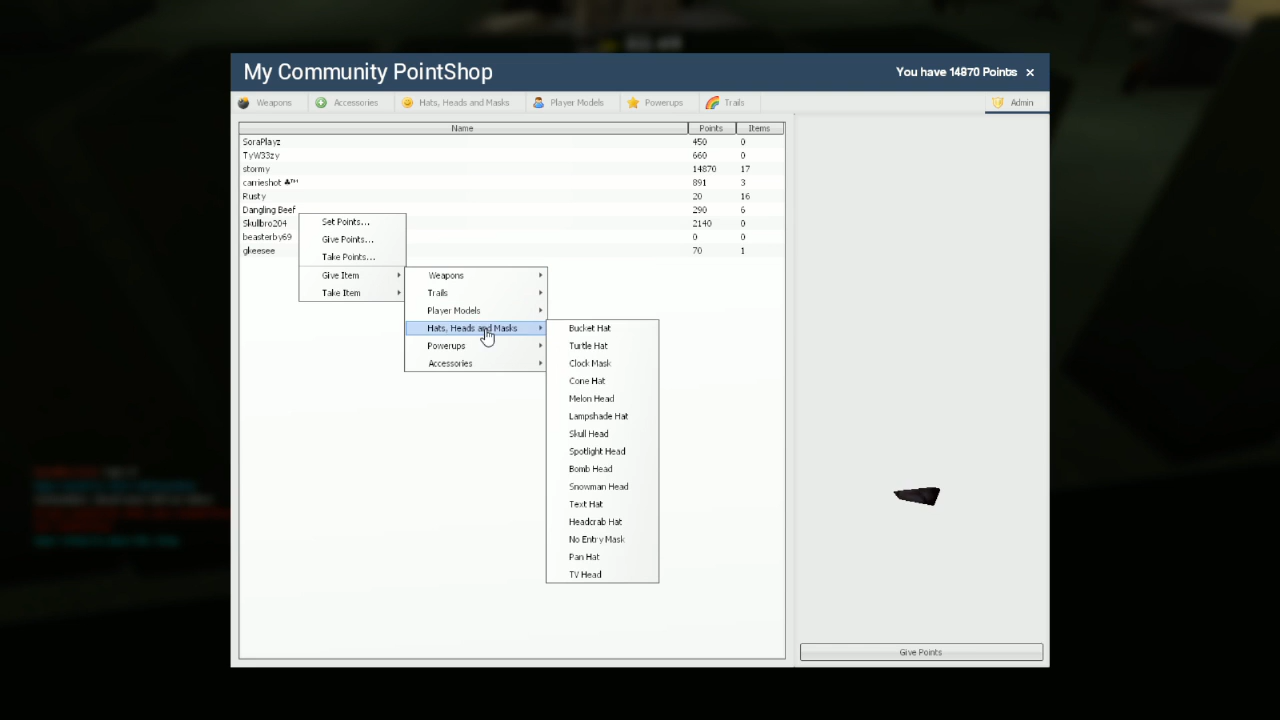 My Community PointShop
You have 14870 Points ×
Weapons Accessories Hats, Heads and Masks Player Models Powerups Trails Admin
Name Points Items
SoraPlayz 450 0
TyW33zy 660 0
stormy 14870 17
carrieshot ♣™ 891 3
Rusty 20 16
Dangling Beef 290 6
Skullbro204 2140 0
beasterby69 0 0
gkeesee 70 1
Set Points...
Give Points...
Take Points...
Give Item
Take Item
Weapons
Trails
Player Models
Hats, Heads and Masks
Powerups
Accessories
Bucket Hat
Turtle Hat
Clock Mask
Cone Hat
Melon Head
Lampshade Hat
Skull Head
Spotlight Head
Bomb Head
Snowman Head
Text Hat
Headcrab Hat
No Entry Mask
Pan Hat
TV Head
Give Points